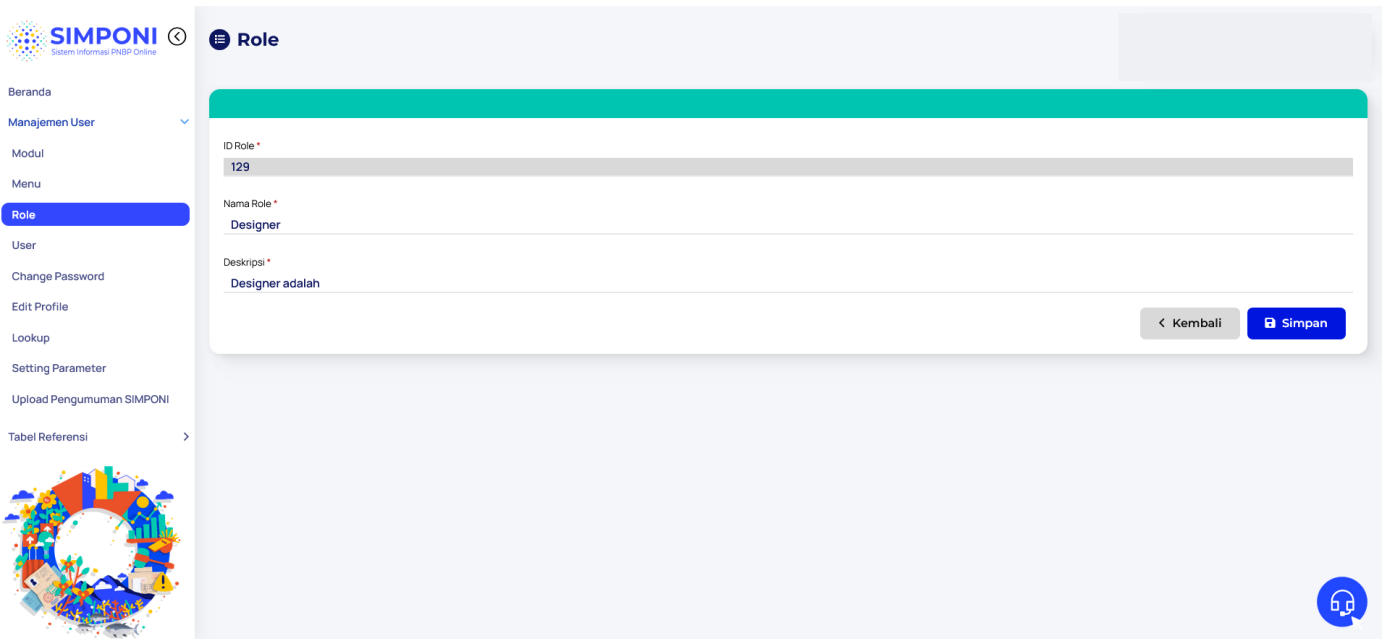 SIMPONI
Sistem Informasi PNBP Online
Beranda
Manajemen User
Modul
Menu
Role
User
Change Password
Edit Profile
Lookup
Setting Parameter
Upload Pengumuman SIMPONI
Tabel Referensi
Role
ID Role *
129
Nama Role *
Designer
Deskripsi *
Designer adalah
Kembali
Simpan